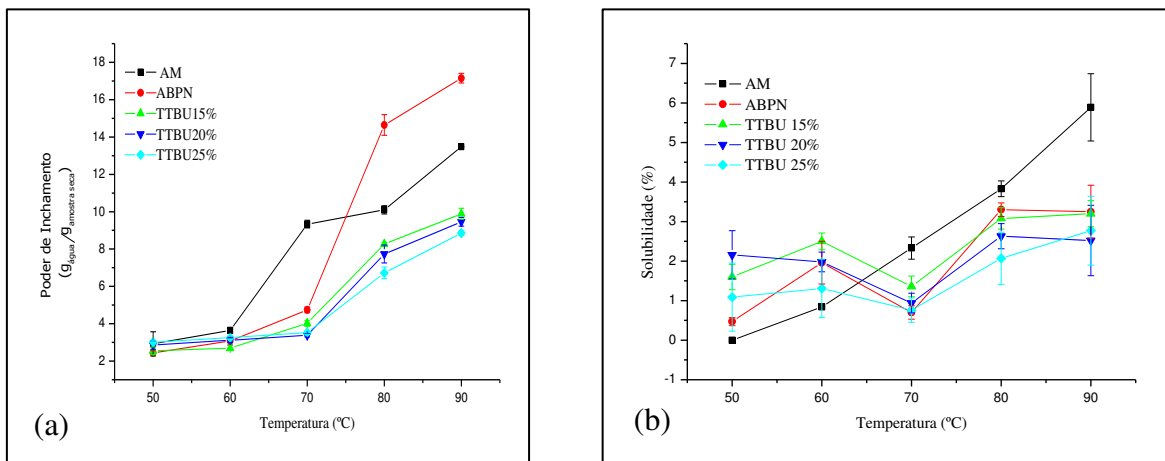 18
16
14
12
10
8
6
4
2
AM
ABPN
TTBU15%
TTBU20%
TTBU25%
Poder de Inchamento
(gágua/gamostra seca)
50 60 70 80 90
Temperatura (ºC)
(a)
7
6
5
4
3
2
1
0
-1
AM
ABPN
TTBU 15%
TTBU 20%
TTBU 25%
Solubilidade (%)
50 60 70 80 90
Temperatura (ºC)
(b)